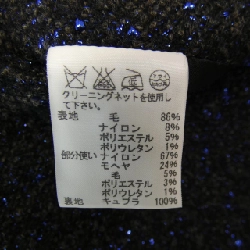 クリーニングネットを使用し
て下さい。
表地 毛 86%
ナイロン 8%
ポリエステル 5%
ポリウレタン 1%
部分使い ナイロン 67%
モヘヤ 24%
毛 5%
ポリエステル 3%
ポリウレタン 1%
裏地 キュプラ 100%